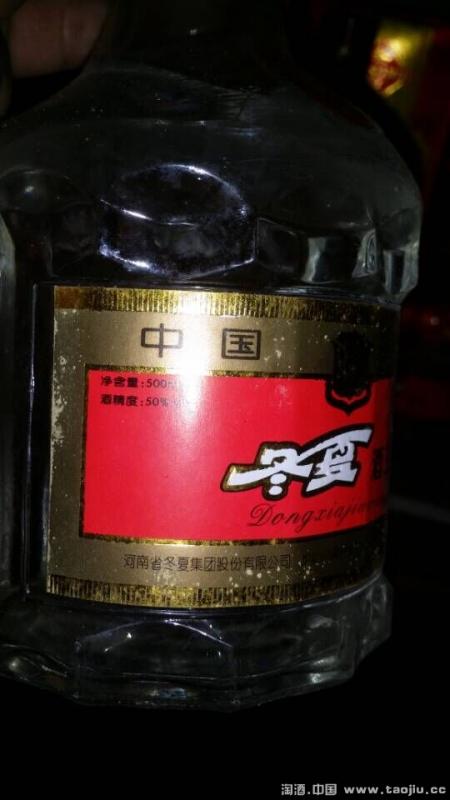 中国
净含量:500
酒精度:50%
冬夏
Dongxiajiu
河南省冬夏集团股份有限公司
淘酒.中国 www.taojiu.cc